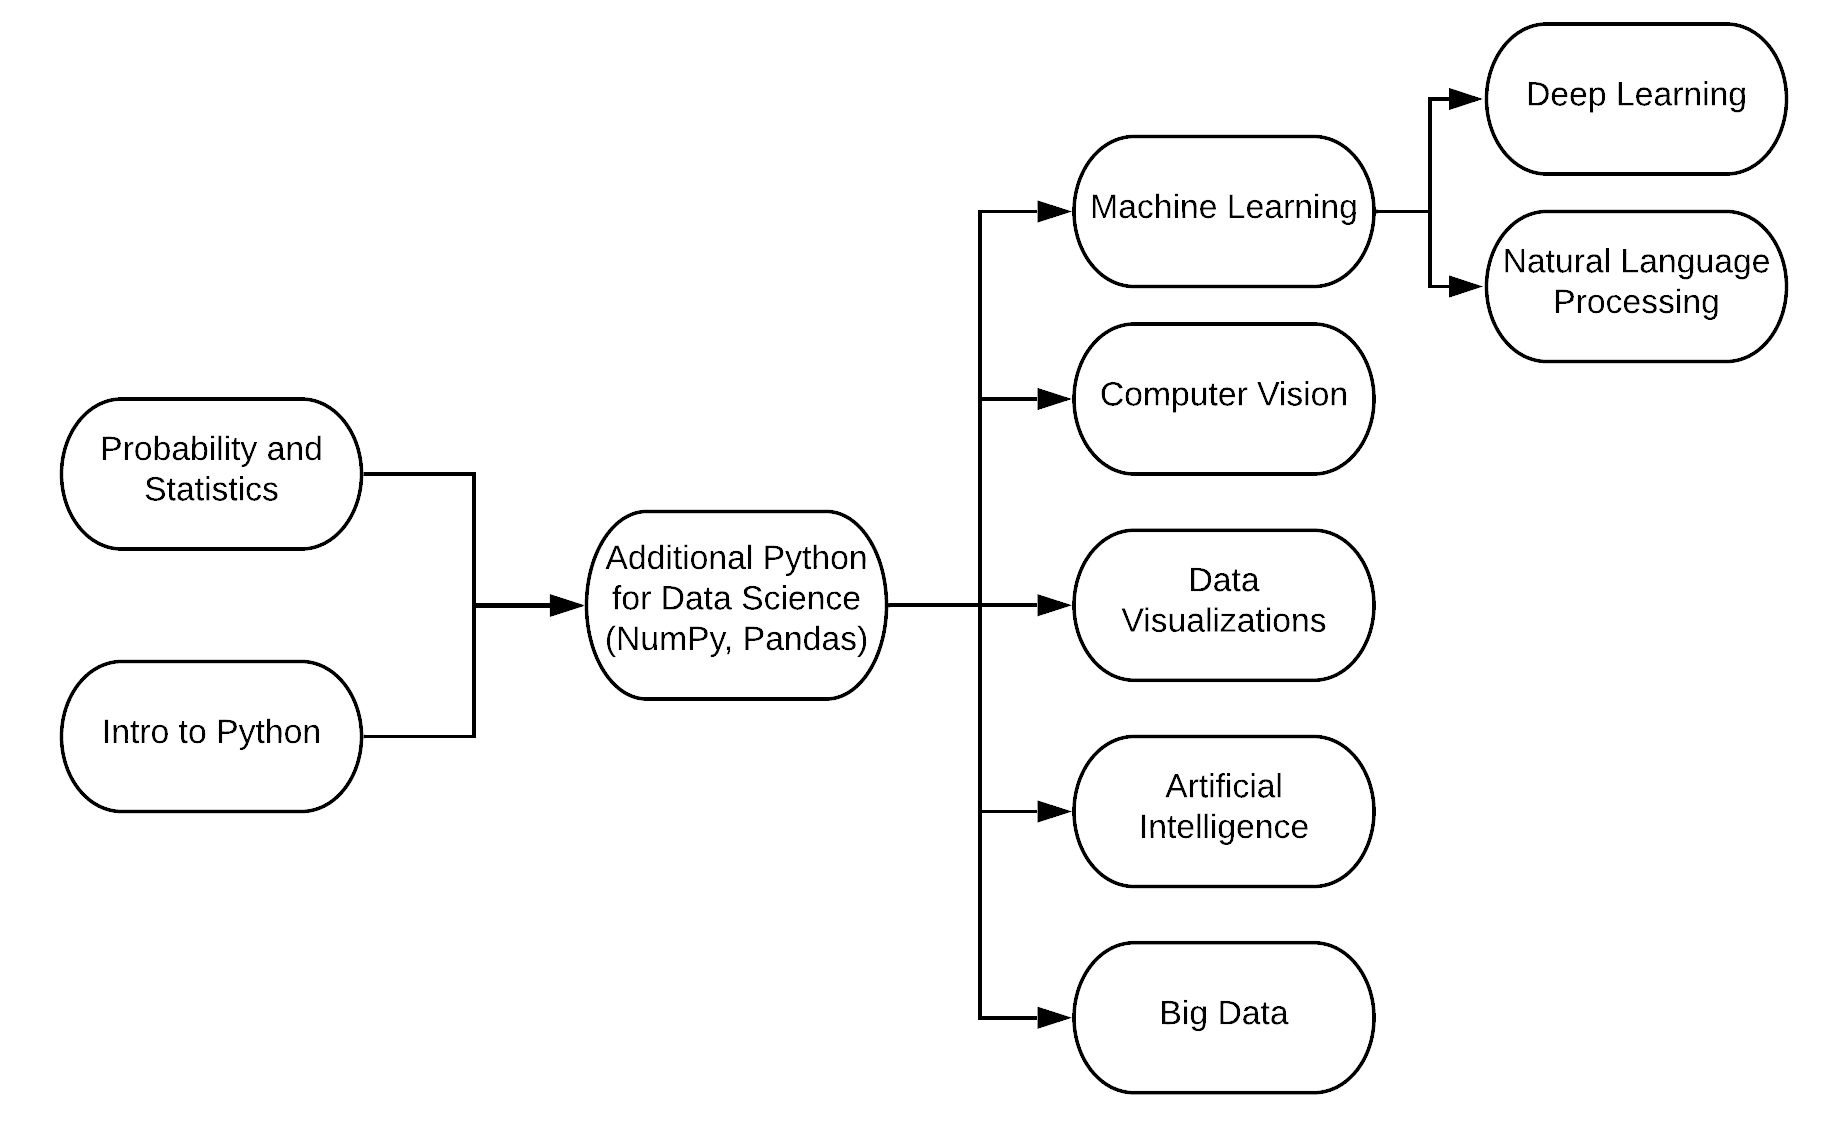 Probability and
Statistics
Intro to Python
Additional Python
for Data Science
(NumPy, Pandas)
Machine Learning
Computer Vision
Data
Visualizations
Artificial
Intelligence
Big Data
Deep Learning
Natural Language
Processing